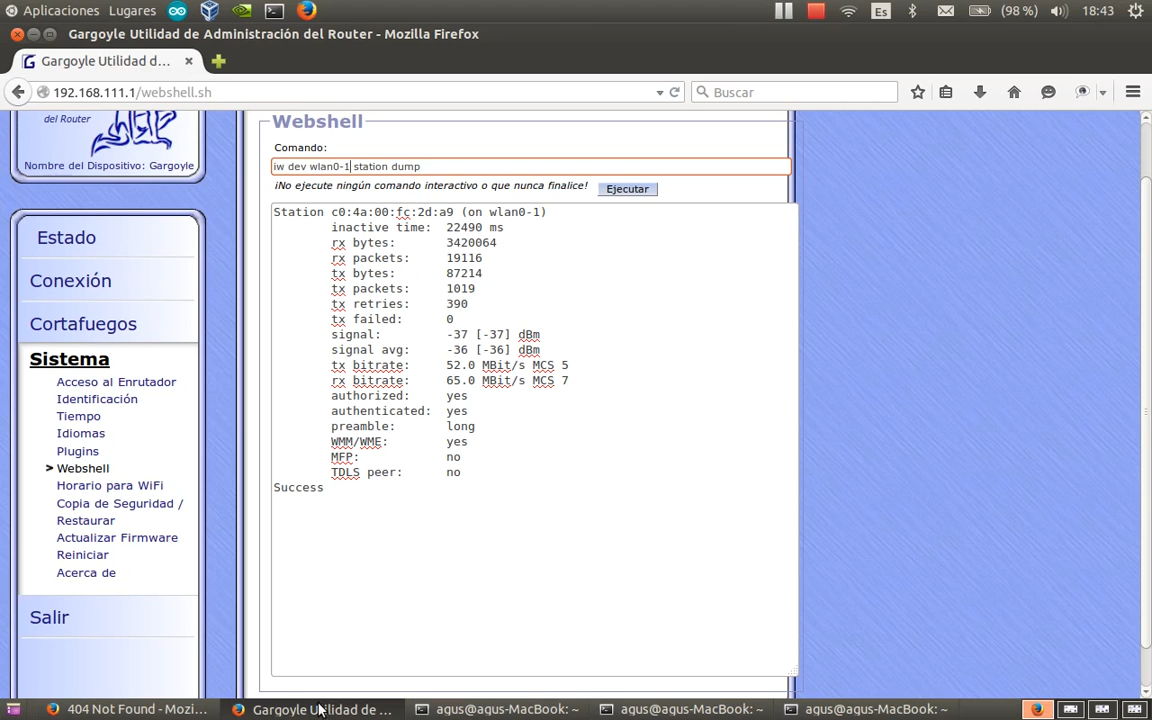 Aplicaciones Lugares Es (98 %) 18:43
Gargoyle Utilidad de Administración del Router - Mozilla Firefox
Gargoyle Utilidad d...
192.168.111.1/webshell.sh Buscar
del Router
Nombre del Dispositivo: Gargoyle
Estado
Conexión
Cortafuegos
Sistema
Acceso al Enrutador
Identificación
Tiempo
Idiomas
Plugins
> Webshell
Horario para WiFi
Copia de Seguridad /
Restaurar
Actualizar Firmware
Reiniciar
Acerca de
Salir
Webshell
Comando:
iw dev wlan0-1 station dump
¡No ejecute ningún comando interactivo o que nunca finalice! Ejecutar
Station c0:4a:00:fc:2d:a9 (on wlan0-1)
inactive time: 22490 ms
rx bytes: 3420064
rx packets: 19116
tx bytes: 87214
tx packets: 1019
tx retries: 390
tx failed: 0
signal: -37 [-37] dBm
signal avg: -36 [-36] dBm
tx bitrate: 52.0 MBit/s MCS 5
rx bitrate: 65.0 MBit/s MCS 7
authorized: yes
authenticated: yes
preamble: long
WMM/WME: yes
MFP: no
TDLS peer: no
Success
404 Not Found - Mozi... Gargoyle Utilidad de ... agus@agus-MacBook: ~ agus@agus-MacBook: ~ agus@agus-MacBook: ~